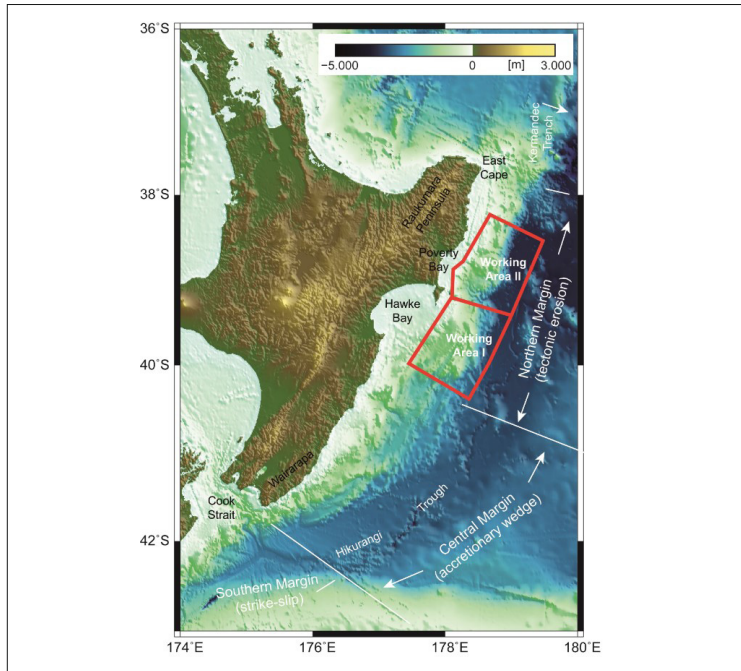 36°S
−5.000
0
[m]
3.000
Kermandec
Trench
East
Cape
38°S
Raukumara
Peninsula
Poverty
Bay
Working
Area II
Hawke
Bay
Working
Area I
Northern Margin
(tectonic erosion)
40°S
Wairarapa
Cook
Strait
Trough
Hikurangi
Central Margin
(accretionary wedge)
42°S
Southern Margin
(strike-slip)
174°E
176°E
178°E
180°E